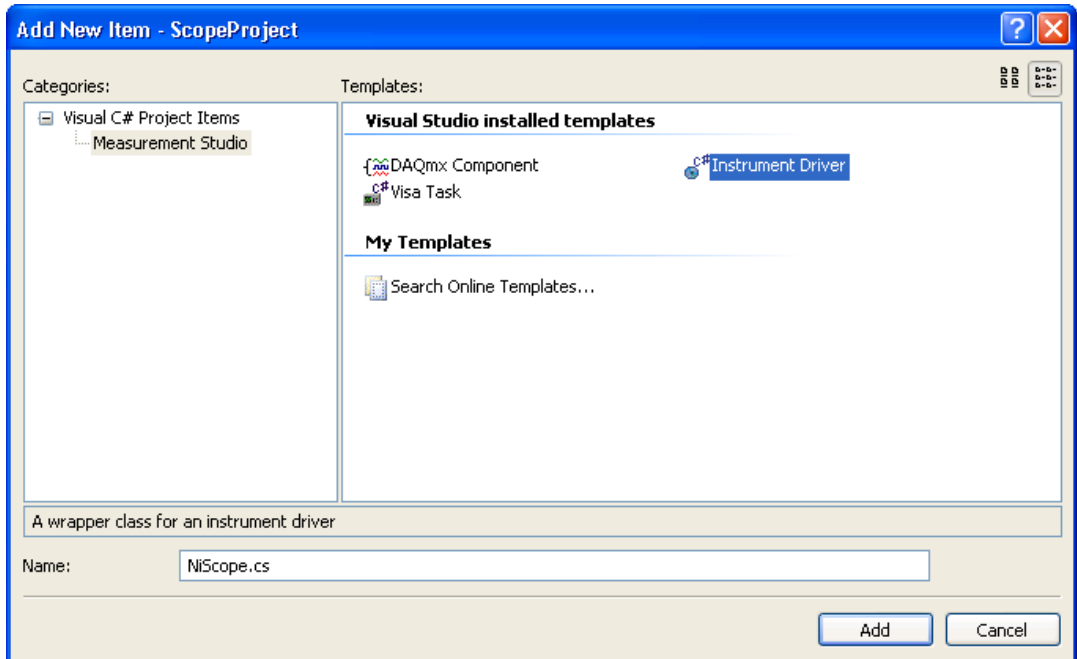 Add New Item - ScopeProject
Categories:
Templates:
Visual C# Project Items
Measurement Studio
Visual Studio installed templates
DAQmx Component
Instrument Driver
Visa Task
My Templates
Search Online Templates...
A wrapper class for an instrument driver
Name:
NiScope.cs
Add
Cancel